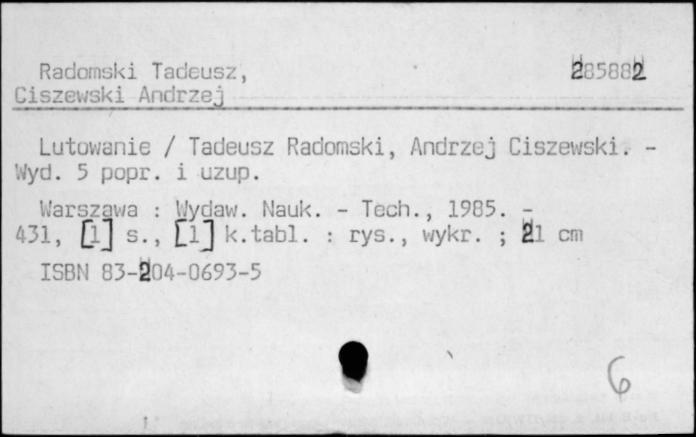 Radomski Tadeusz, 285882
Ciszewski Andrzej
Lutowanie / Tadeusz Radomski, Andrzej Ciszewski. -
Wyd. 5 popr. i uzup.
Warszawa : Wydaw. Nauk. - Tech., 1985. -
431, [1] s., [1] k.tabl. : rys., wykr. ; 21 cm
ISBN 83-204-0693-5
6